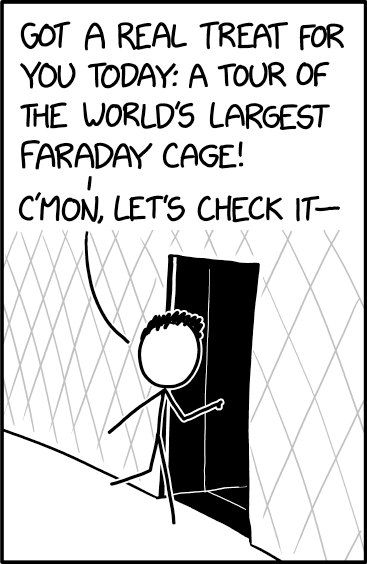 GOT A REAL TREAT FOR
YOU TODAY: A TOUR OF
THE WORLD'S LARGEST
FARADAY CAGE!
C'MON, LET'S CHECK IT—